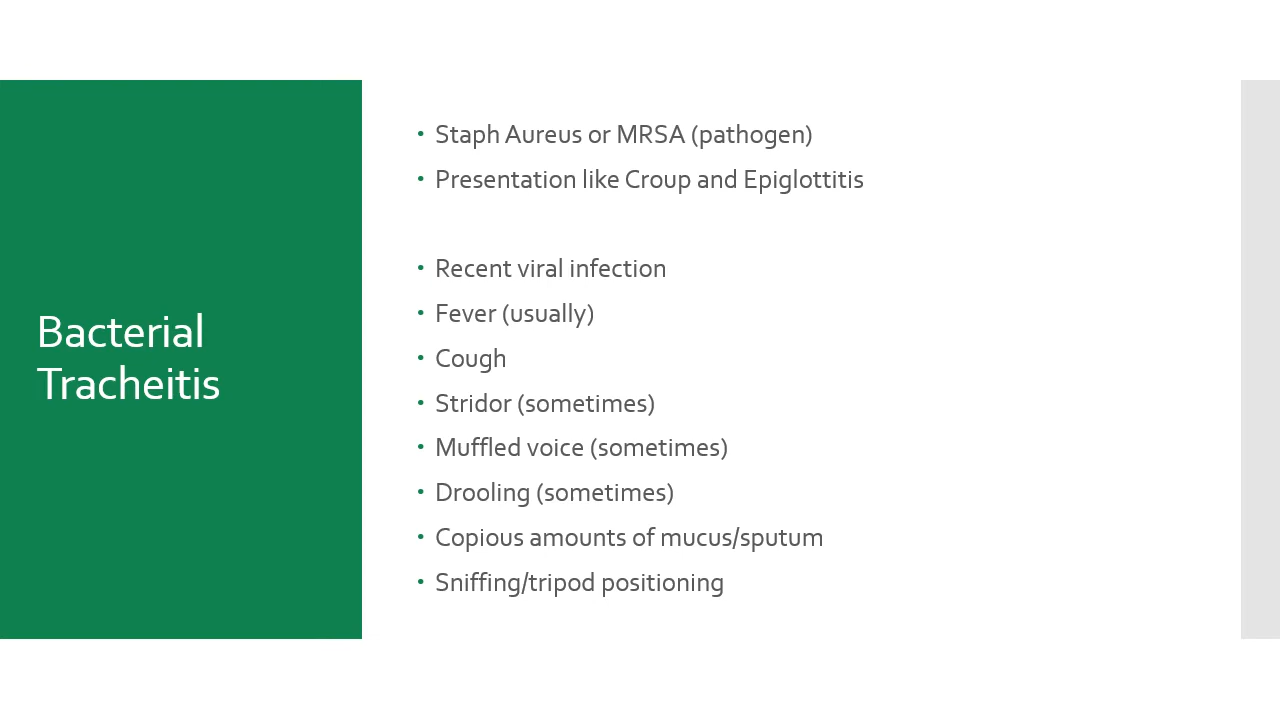 Bacterial
Tracheitis
• Staph Aureus or MRSA (pathogen)
• Presentation like Croup and Epiglottitis
• Recent viral infection
• Fever (usually)
• Cough
• Stridor (sometimes)
• Muffled voice (sometimes)
• Drooling (sometimes)
• Copious amounts of mucus/sputum
• Sniffing/tripod positioning